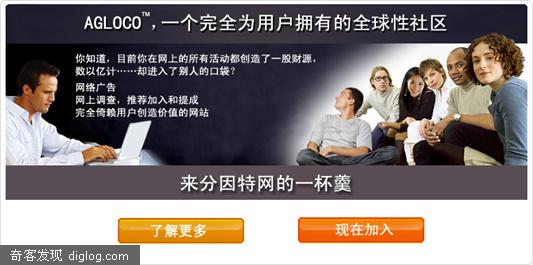 AGLOCO™，一个完全为用户拥有的全球性社区
你知道，目前你在网上的所有活动都创造了一股财源，
数以亿计……却进入了别人的口袋？
网络广告
网上调查，推荐加入和提成
完全倚赖用户创造价值的网站
来分因特网的一杯羹
了解更多
现在加入
奇客发现 diglog.com